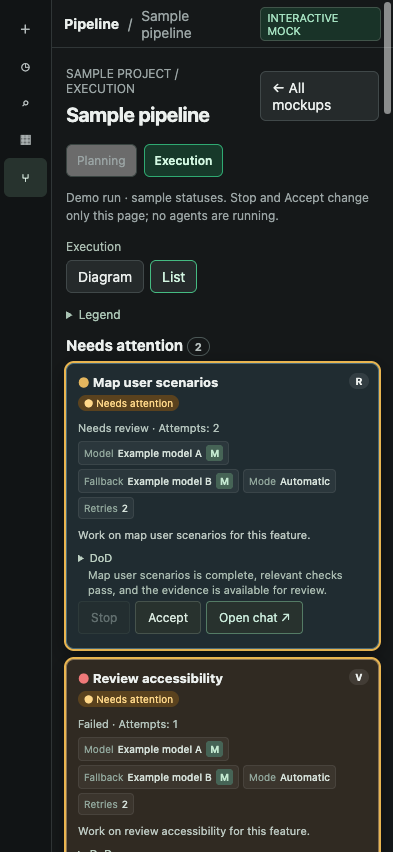 Pipeline / Sample pipeline
INTERACTIVE MOCK
SAMPLE PROJECT / EXECUTION
Sample pipeline
← All mockups
Planning
Execution
Demo run · sample statuses. Stop and Accept change
only this page; no agents are running.
Execution
Diagram
List
Legend
Needs attention 2
Map user scenarios
R
Needs attention
Needs review · Attempts: 2
Model Example model A M
Fallback Example model B M
Mode Automatic
Retries 2
Work on map user scenarios for this feature.
DoD
Map user scenarios is complete, relevant checks
pass, and the evidence is available for review.
Stop
Accept
Open chat ↗
Review accessibility
V
Needs attention
Failed · Attempts: 1
Model Example model A M
Fallback Example model B M
Mode Automatic
Retries 2
Work on review accessibility for this feature.